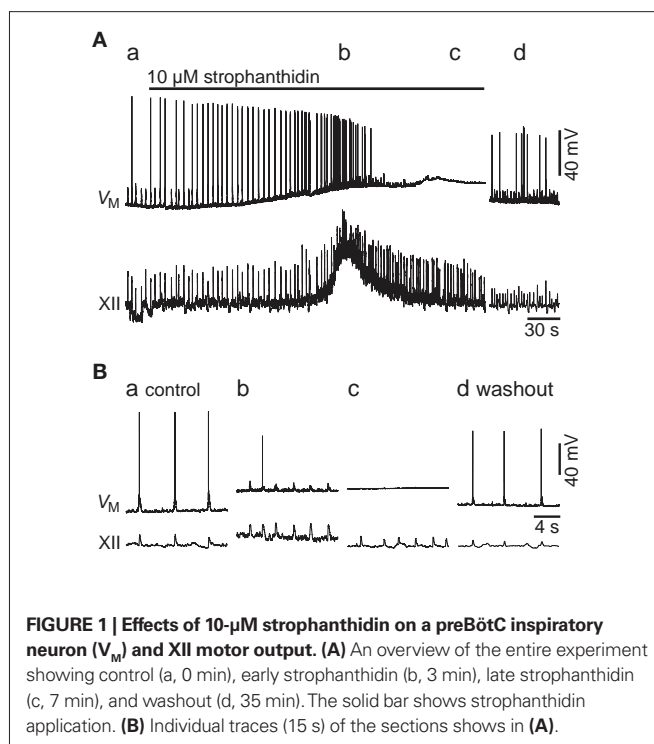 A
a b c d
10 µM strophanthidin
40 mV
VM
XII
30 s
B
a control b c d washout
40 mV
VM
4 s
XII
FIGURE 1 | Effects of 10-µM strophanthidin on a preBötC inspiratory
neuron (VM) and XII motor output. (A) An overview of the entire experiment
showing control (a, 0 min), early strophanthidin (b, 3 min), late strophanthidin
(c, 7 min), and washout (d, 35 min). The solid bar shows strophanthidin
application. (B) Individual traces (15 s) of the sections shows in (A).